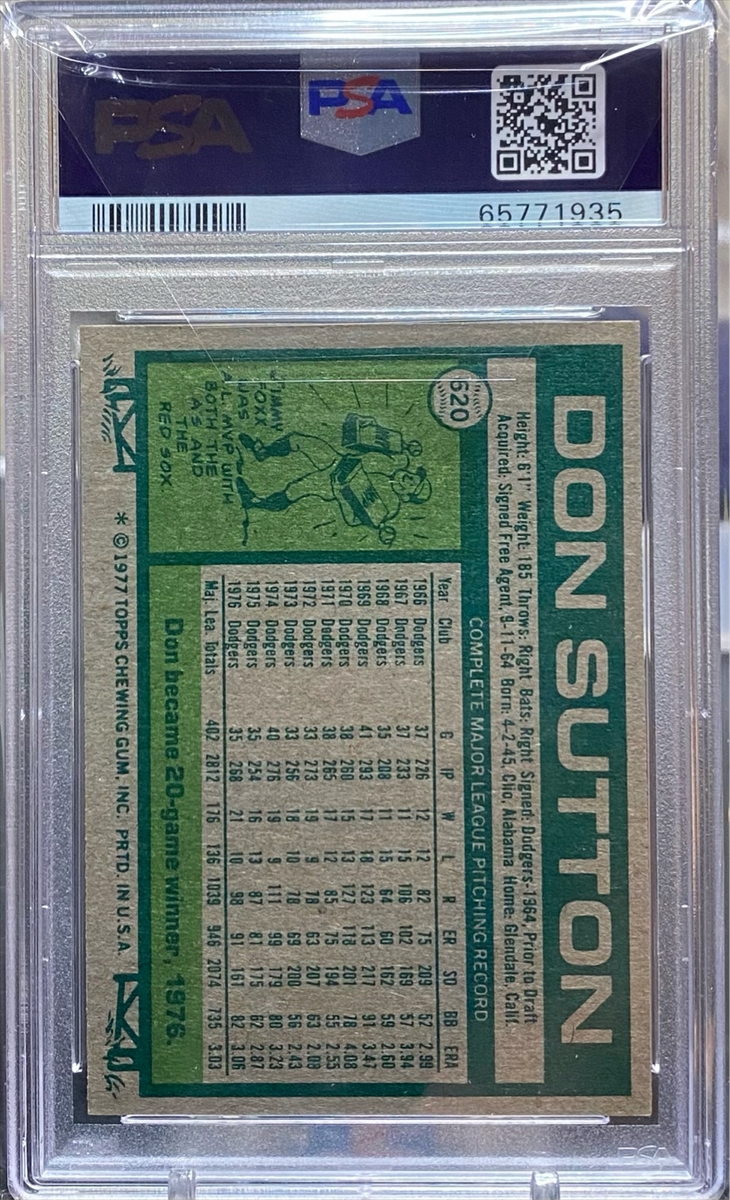 PSA
PSA
65771935
DON SUTTON
620
Height: 6'1" Weight: 185 Throws: Right Bats: Right Signed: Dodgers-1964, Prior to Draft
Acquired: Signed Free Agent, 9-11-64 Born: 4-2-45, Clio, Alabama Home: Glendale, Calif.
COMPLETE MAJOR LEAGUE PITCHING RECORD
Year Club G IP W L R ER SO BB ERA
1966 Dodgers 37 226 12 12 82 75 209 52 2.99
1967 Dodgers 37 233 11 15 106 102 169 57 3.94
1968 Dodgers 35 208 11 15 64 60 162 59 2.60
1969 Dodgers 41 293 17 18 123 113 217 91 3.47
1970 Dodgers 38 260 15 13 127 118 201 78 4.08
1971 Dodgers 38 265 17 12 85 75 194 55 2.55
1972 Dodgers 33 273 19 9 78 63 207 63 2.08
1973 Dodgers 33 256 18 10 78 69 200 56 2.43
1974 Dodgers 40 276 19 9 111 99 179 80 3.23
1975 Dodgers 35 254 16 13 87 81 175 62 2.87
1976 Dodgers 35 268 21 10 98 91 161 82 3.06
Maj. Lea. Totals 402 2812 176 136 1039 946 2074 735 3.03
JIMMY
FOXX
WAS
A.L. MVP WITH
BOTH THE
A'S AND
THE
RED SOX
Don became 20-game winner, 1976.
* © 1977 TOPPS CHEWING GUM, INC. PRTD. IN U.S.A.
PSA